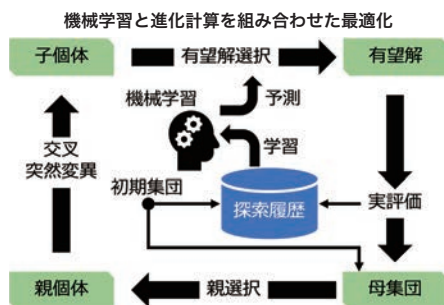 機械学習と進化計算を組み合わせた最適化
子個体
有望解選択
有望解
機械学習
予測
学習
交叉
突然変異
初期集団
探索履歴
実評価
親個体
親選択
母集団